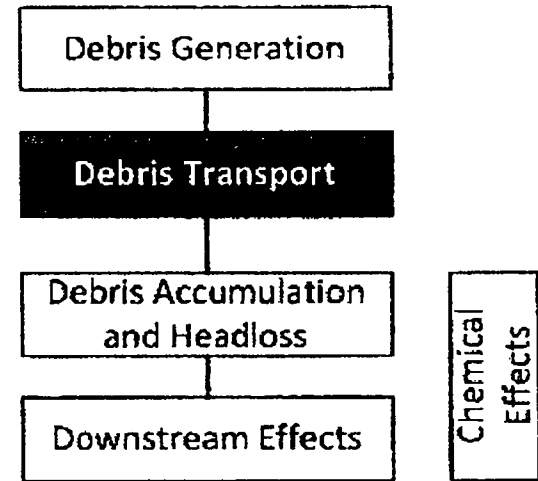 Debris Generation
Debris Transport
Debris Accumulation
and Headloss
Downstream Effects
Chemical
Effects